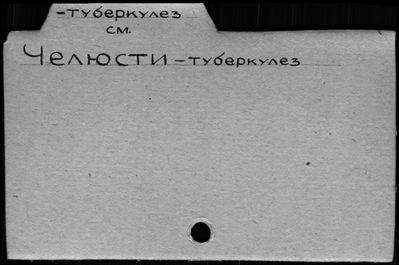 -туберкулез
см.
Челюсти - туберкулез